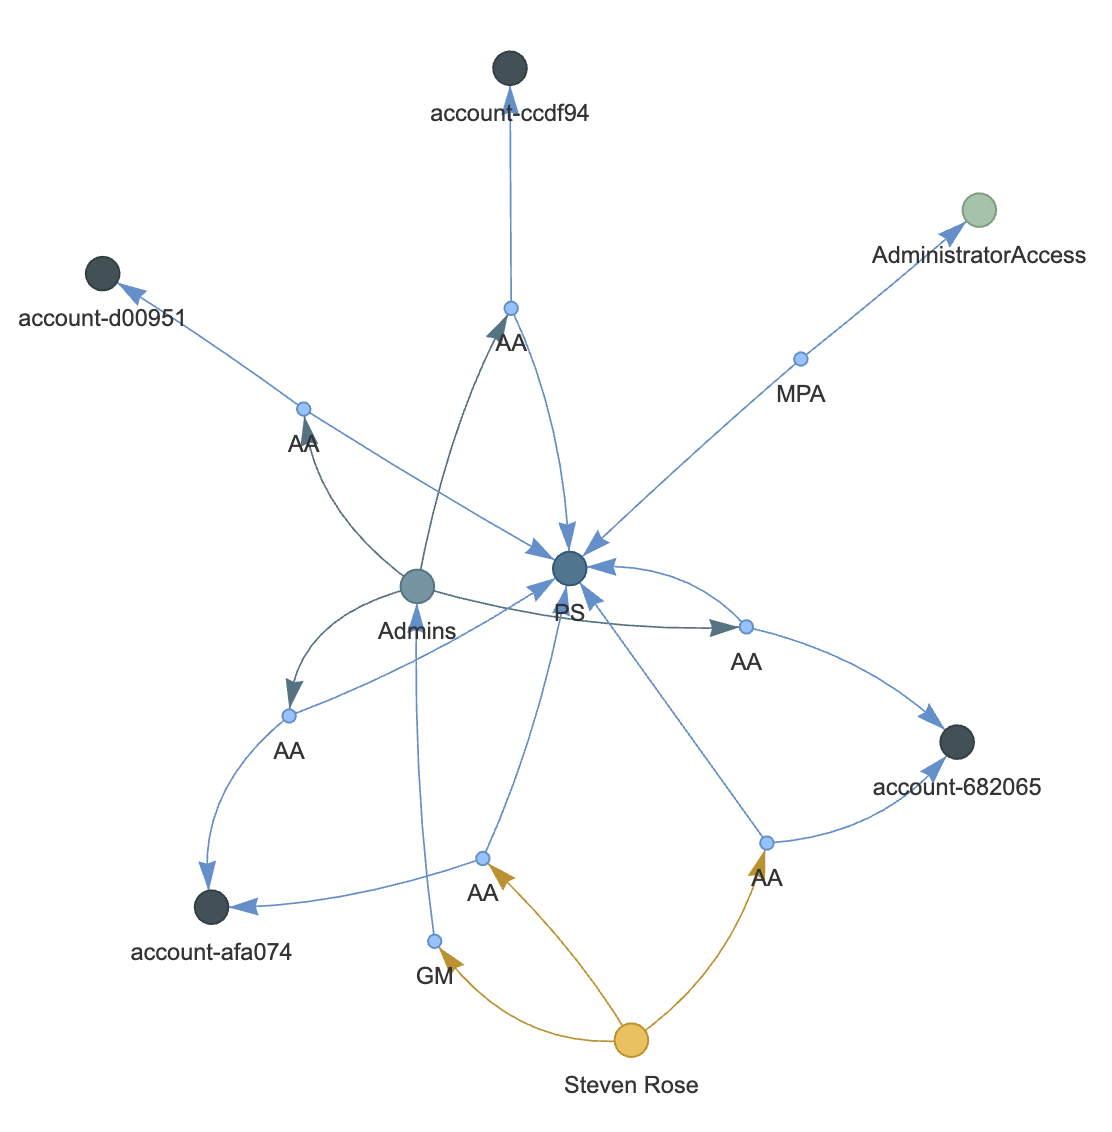 account-ccdf94
AdministratorAccess
account-d00951
AA
MPA
AA
PS
Admins
AA
AA
account-682065
AA
AA
account-afa074
GM
Steven Rose